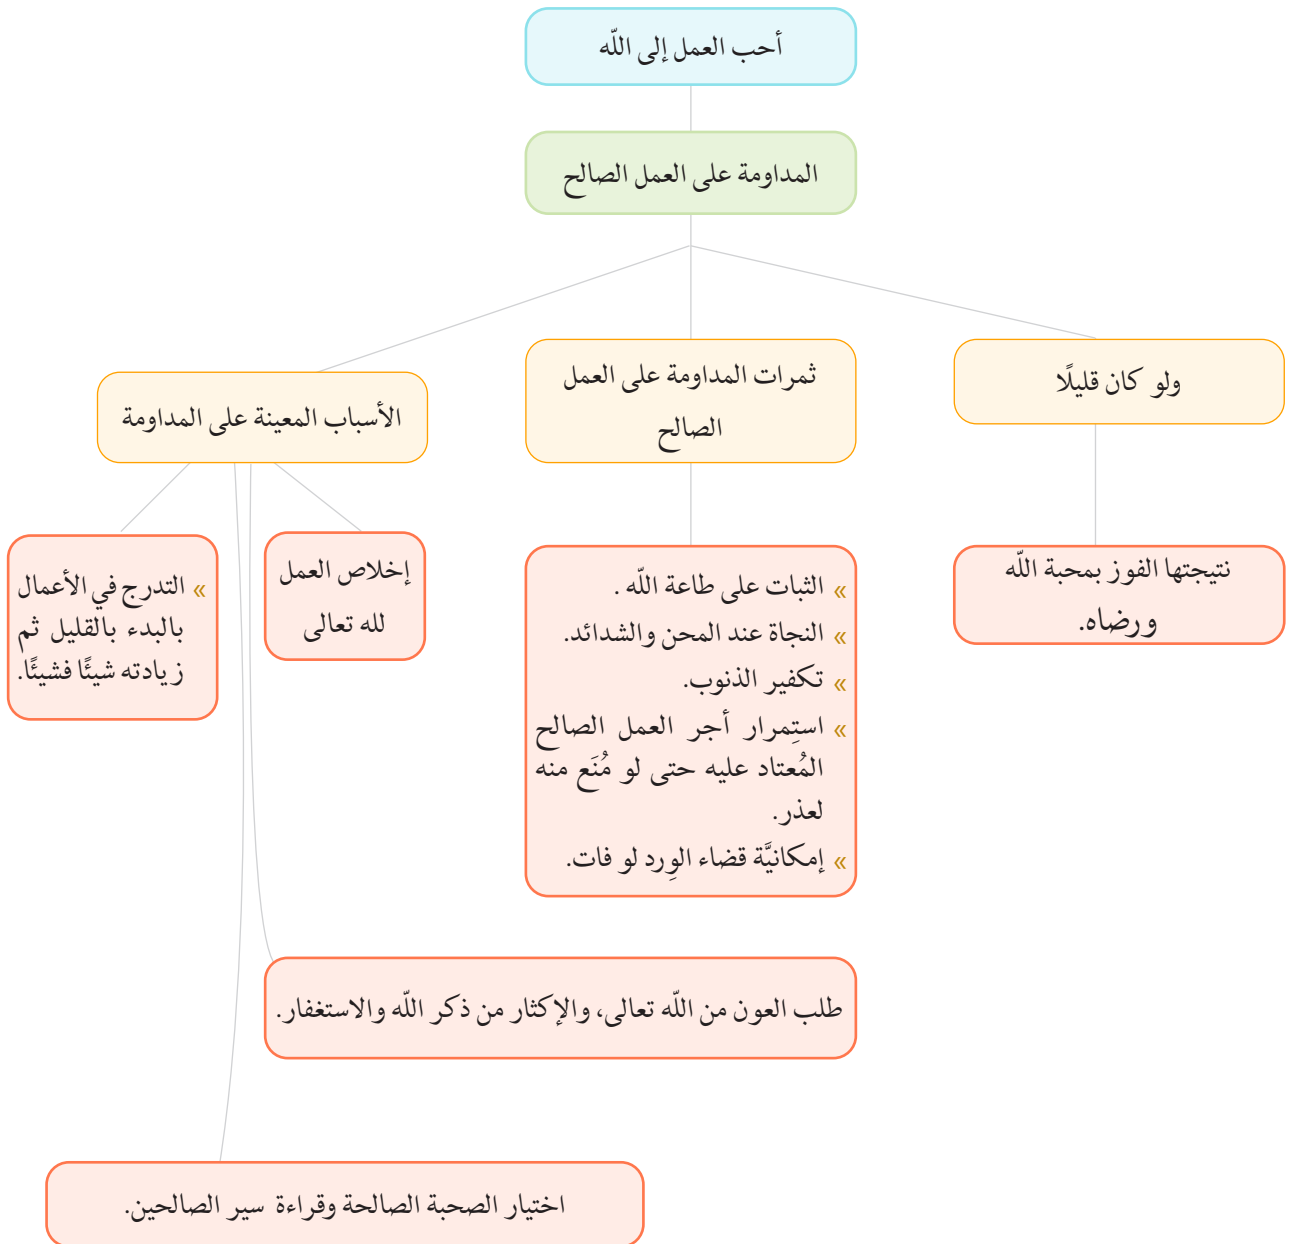 أحب العمل إلى اللّه
المداومة على العمل الصالح
ولو كان قليلًا
ثمرات المداومة على العمل
الصالح
الأسباب المعينة على المداومة
نتيجتها الفوز بمحبة اللّه
ورضاه.
» الثبات على طاعة اللّه .
» النجاة عند المحن والشدائد.
» تكفير الذنوب.
» استِمرار أجر العمل الصالح
المُعتاد عليه حتى لو مُنَع منه
لعذر.
» إمكانيَّة قضاء الوِرد لو فات.
إخلاص العمل
لله تعالى
» التدرج في الأعمال
بالبدء بالقليل ثم
زيادته شيئًا فشيئًا.
طلب العون من اللّه تعالى، والإكثار من ذكر اللّه والاستغفار.
اختيار الصحبة الصالحة وقراءة سير الصالحين.